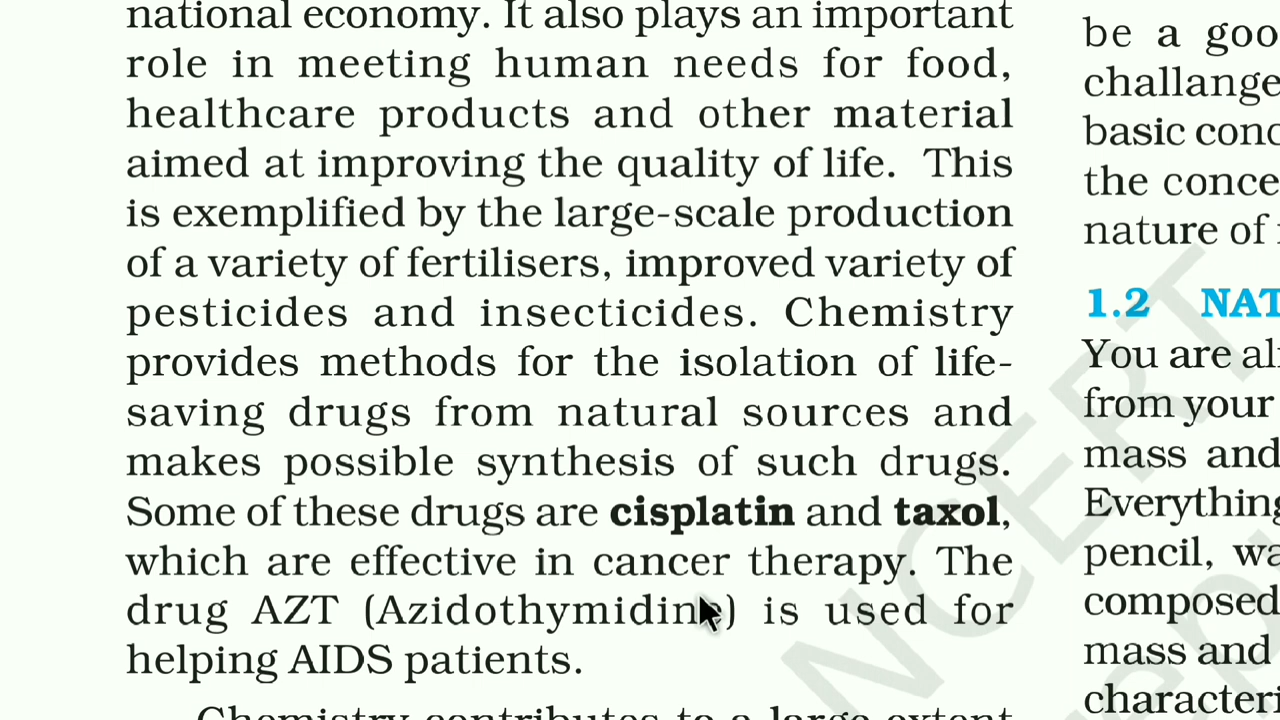 national economy. It also plays an important
role in meeting human needs for food,
healthcare products and other material
aimed at improving the quality of life. This
is exemplified by the large-scale production
of a variety of fertilisers, improved variety of
pesticides and insecticides. Chemistry
provides methods for the isolation of life-
saving drugs from natural sources and
makes possible synthesis of such drugs.
Some of these drugs are cisplatin and taxol,
which are effective in cancer therapy. The
drug AZT (Azidothymidine) is used for
helping AIDS patients.
Chemistry contributes to a large extent
be a goo
challange
basic conc
the conce
nature of
1.2 NAT
You are al
from your
mass and
Everything
pencil, wa
composed
mass and
characteri
NCERT